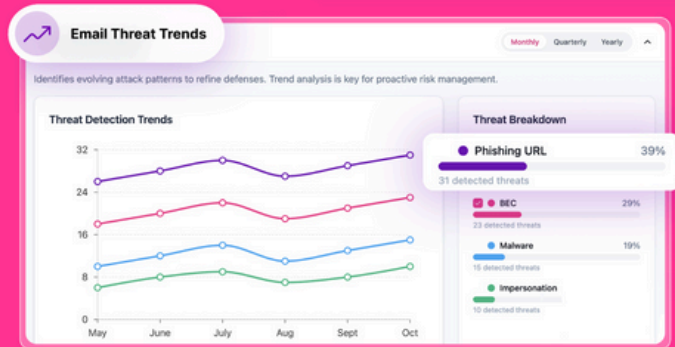 Email Threat Trends
Monthly Quarterly Yearly
Identifies evolving attack patterns to refine defenses. Trend analysis is key for proactive risk management.
Threat Detection Trends
32
24
16
8
0
May June July Aug Sept Oct
Threat Breakdown
Phishing URL 39%
31 detected threats
BEC 29%
23 detected threats
Malware 19%
15 detected threats
Impersonation
10 detected threats